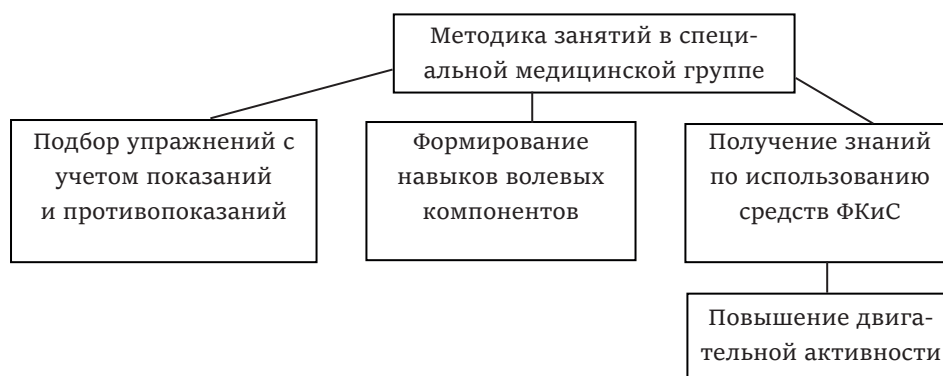 Методика занятий в специ-
альной медицинской группе
Подбор упражнений с
учетом показаний
и противопоказаний
Формирование
навыков волевых
компонентов
Получение знаний
по использованию
средств ФКиС
Повышение двига-
тельной активности